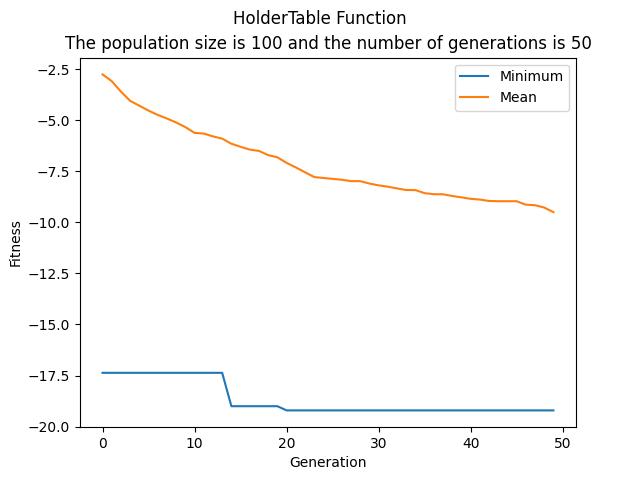 HolderTable Function
The population size is 100 and the number of generations is 50
−2.5
−5.0
−7.5
−10.0
−12.5
−15.0
−17.5
−20.0
Fitness
Minimum
Mean
0 10 20 30 40 50
Generation